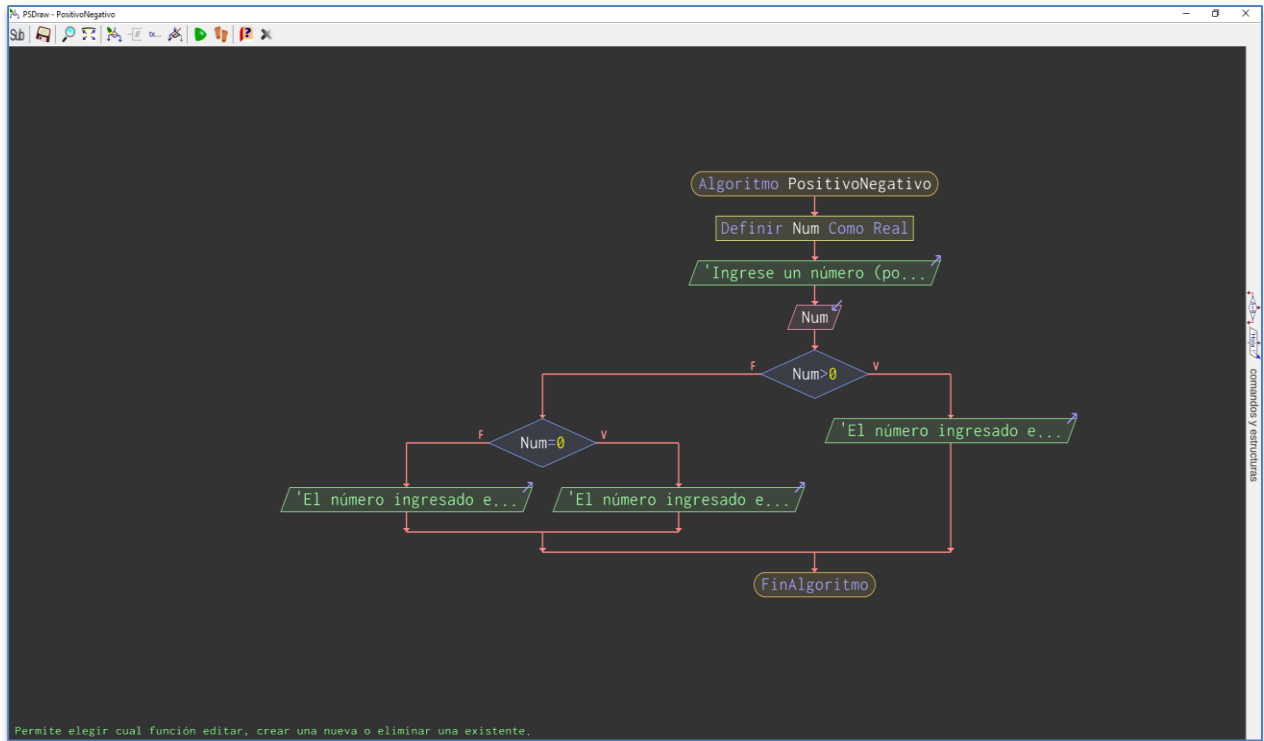 PSDraw - PositivoNegativo
Sub
Algoritmo PositivoNegativo
Definir Num Como Real
'Ingrese un número (po...
Num
F
Num>0
V
'El número ingresado e...
F
Num=0
V
'El número ingresado e...
'El número ingresado e...
FinAlgoritmo
comandos y estructuras
Permite elegir cual función editar, crear una nueva o eliminar una existente.